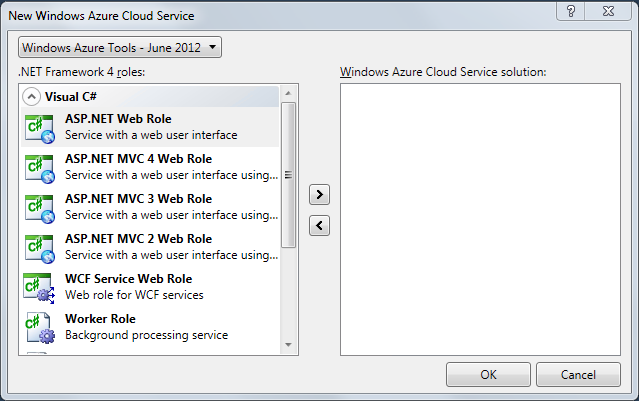 New Windows Azure Cloud Service
Windows Azure Tools - June 2012
.NET Framework 4 roles:
Windows Azure Cloud Service solution:
Visual C#
ASP.NET Web Role
Service with a web user interface
ASP.NET MVC 4 Web Role
Service with a web user interface using...
ASP.NET MVC 3 Web Role
Service with a web user interface using...
ASP.NET MVC 2 Web Role
Service with a web user interface using...
WCF Service Web Role
Web role for WCF services
Worker Role
Background processing service
OK
Cancel